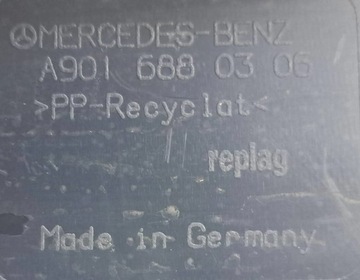 MERCEDES-BENZ
A901 688 03 06
>PP-Recyclat<
replag
Made in Germany